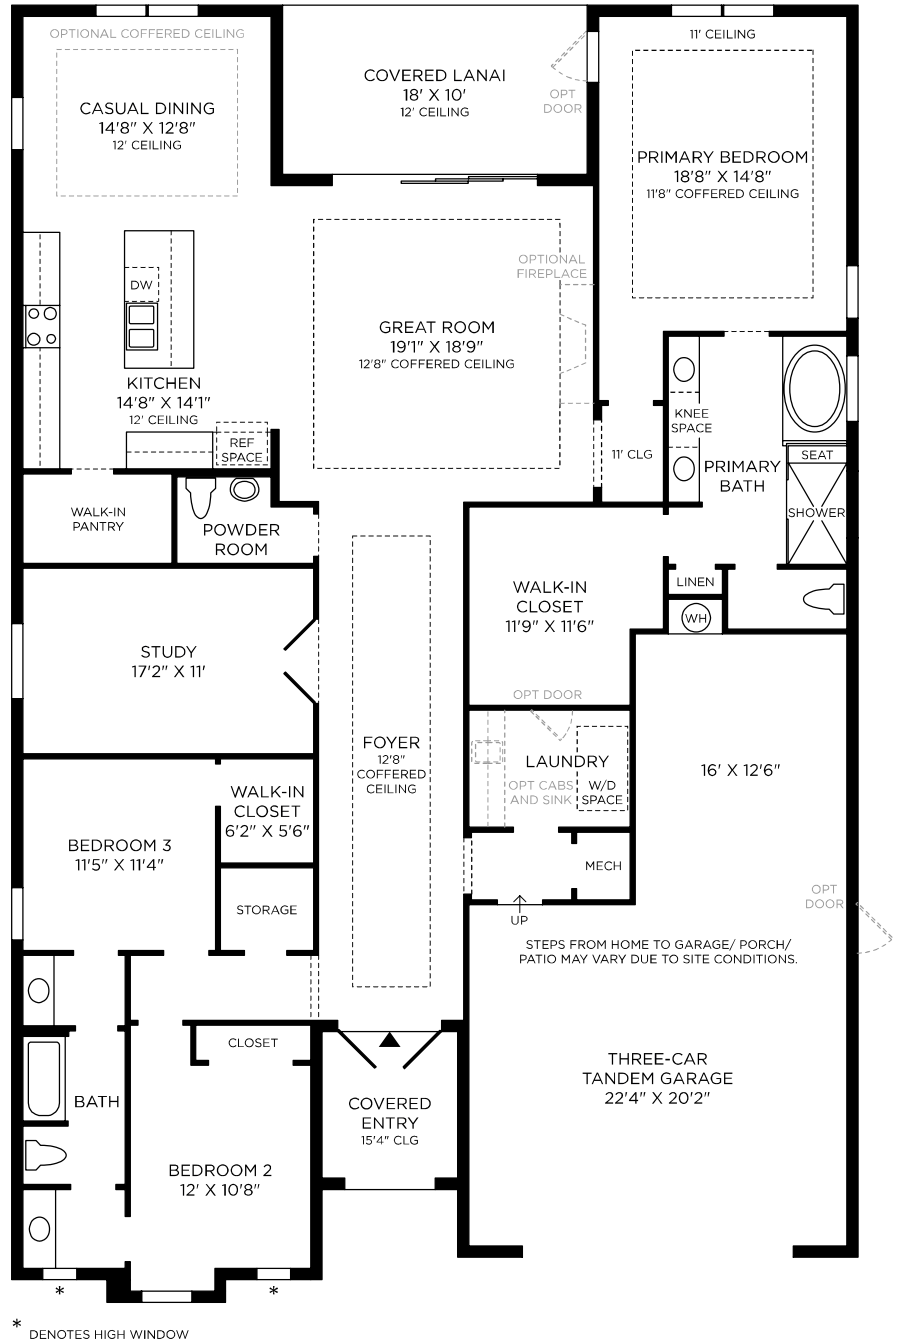 OPTIONAL COFFERED CEILING
CASUAL DINING
14'8" X 12'8"
12' CEILING
COVERED LANAI
18' X 10'
12' CEILING
OPT
DOOR
11' CEILING
PRIMARY BEDROOM
18'8" X 14'8"
11'8" COFFERED CEILING
OPTIONAL
FIREPLACE
DW
GREAT ROOM
19'1" X 18'9"
12'8" COFFERED CEILING
KITCHEN
14'8" X 14'1"
12' CEILING
REF
SPACE
11' CLG
KNEE
SPACE
PRIMARY
BATH
SEAT
SHOWER
WALK-IN
PANTRY
POWDER
ROOM
LINEN
WH
WALK-IN
CLOSET
11'9" X 11'6"
OPT DOOR
STUDY
17'2" X 11'
FOYER
12'8"
COFFERED
CEILING
LAUNDRY
OPT CABS
AND SINK
W/D
SPACE
16' X 12'6"
WALK-IN
CLOSET
6'2" X 5'6"
BEDROOM 3
11'5" X 11'4"
STORAGE
MECH
UP
OPT
DOOR
STEPS FROM HOME TO GARAGE/ PORCH/
PATIO MAY VARY DUE TO SITE CONDITIONS.
CLOSET
BATH
COVERED
ENTRY
15'4" CLG
THREE-CAR
TANDEM GARAGE
22'4" X 20'2"
BEDROOM 2
12' X 10'8"
*
*
* DENOTES HIGH WINDOW